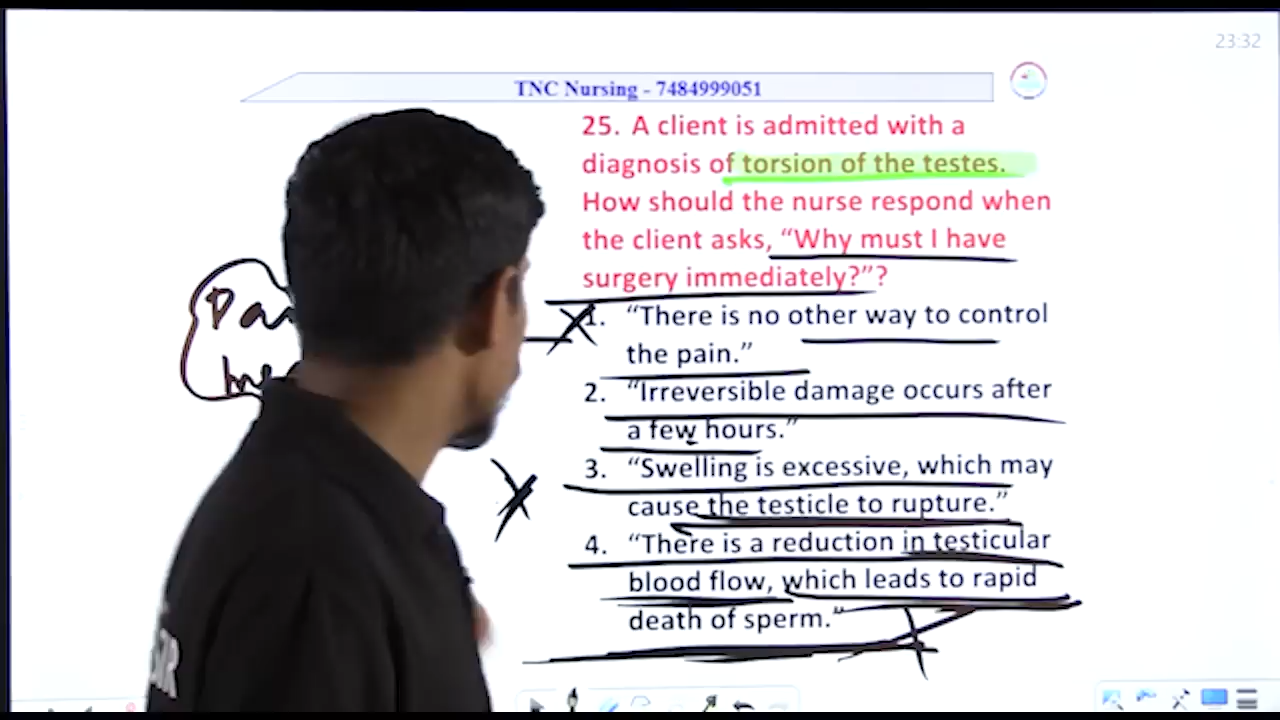 23:32
TNC Nursing - 7484999051
25. A client is admitted with a
diagnosis of torsion of the testes.
How should the nurse respond when
the client asks, “Why must I have
surgery immediately?”?
1. “There is no other way to control
the pain.”
2. “Irreversible damage occurs after
a few hours.”
3. “Swelling is excessive, which may
cause the testicle to rupture.”
4. “There is a reduction in testicular
blood flow, which leads to rapid
death of sperm.”